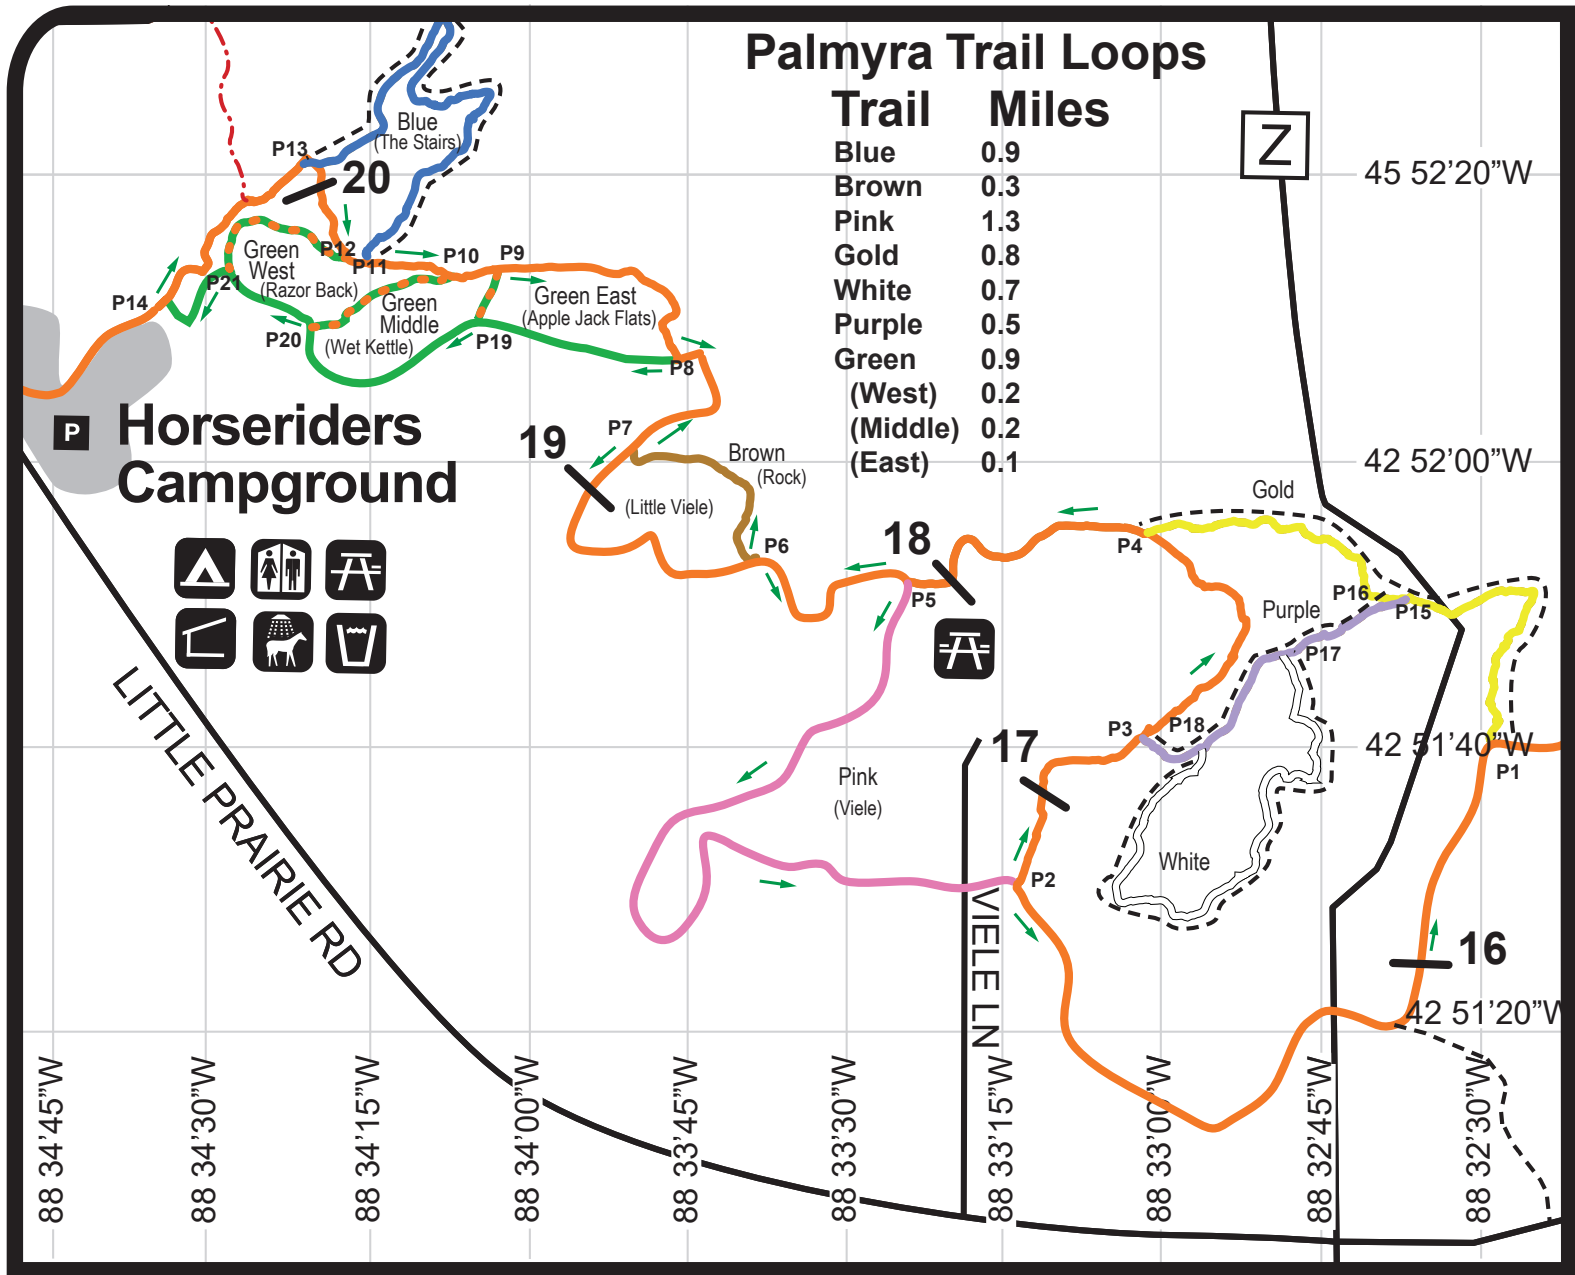 Palmyra Trail Loops
Trail Miles
Blue 0.9
Brown 0.3
Pink 1.3
Gold 0.8
White 0.7
Purple 0.5
Green 0.9
(West) 0.2
(Middle) 0.2
(East) 0.1
Z
45 52'20"W
42 52'00"W
42 51'40"W
42 51'20"W
Blue
(The Stairs)
P13
20
P12
P11
P10
P9
Green
West
(Razor Back)
P21
P14
Green
Middle
(Wet Kettle)
Green East
(Apple Jack Flats)
P20
P19
P8
P
Horseriders
Campground
19
P7
Brown
(Rock)
(Little Viele)
P6
18
P5
P4
Gold
P16
P15
Purple
P17
P18
P3
17
P1
Pink
(Viele)
White
P2
16
LITTLE PRAIRIE RD
VIELE LN
88 34'45"W
88 34'30"W
88 34'15"W
88 34'00"W
88 33'45"W
88 33'30"W
88 33'15"W
88 33'00"W
88 32'45"W
88 32'30"W